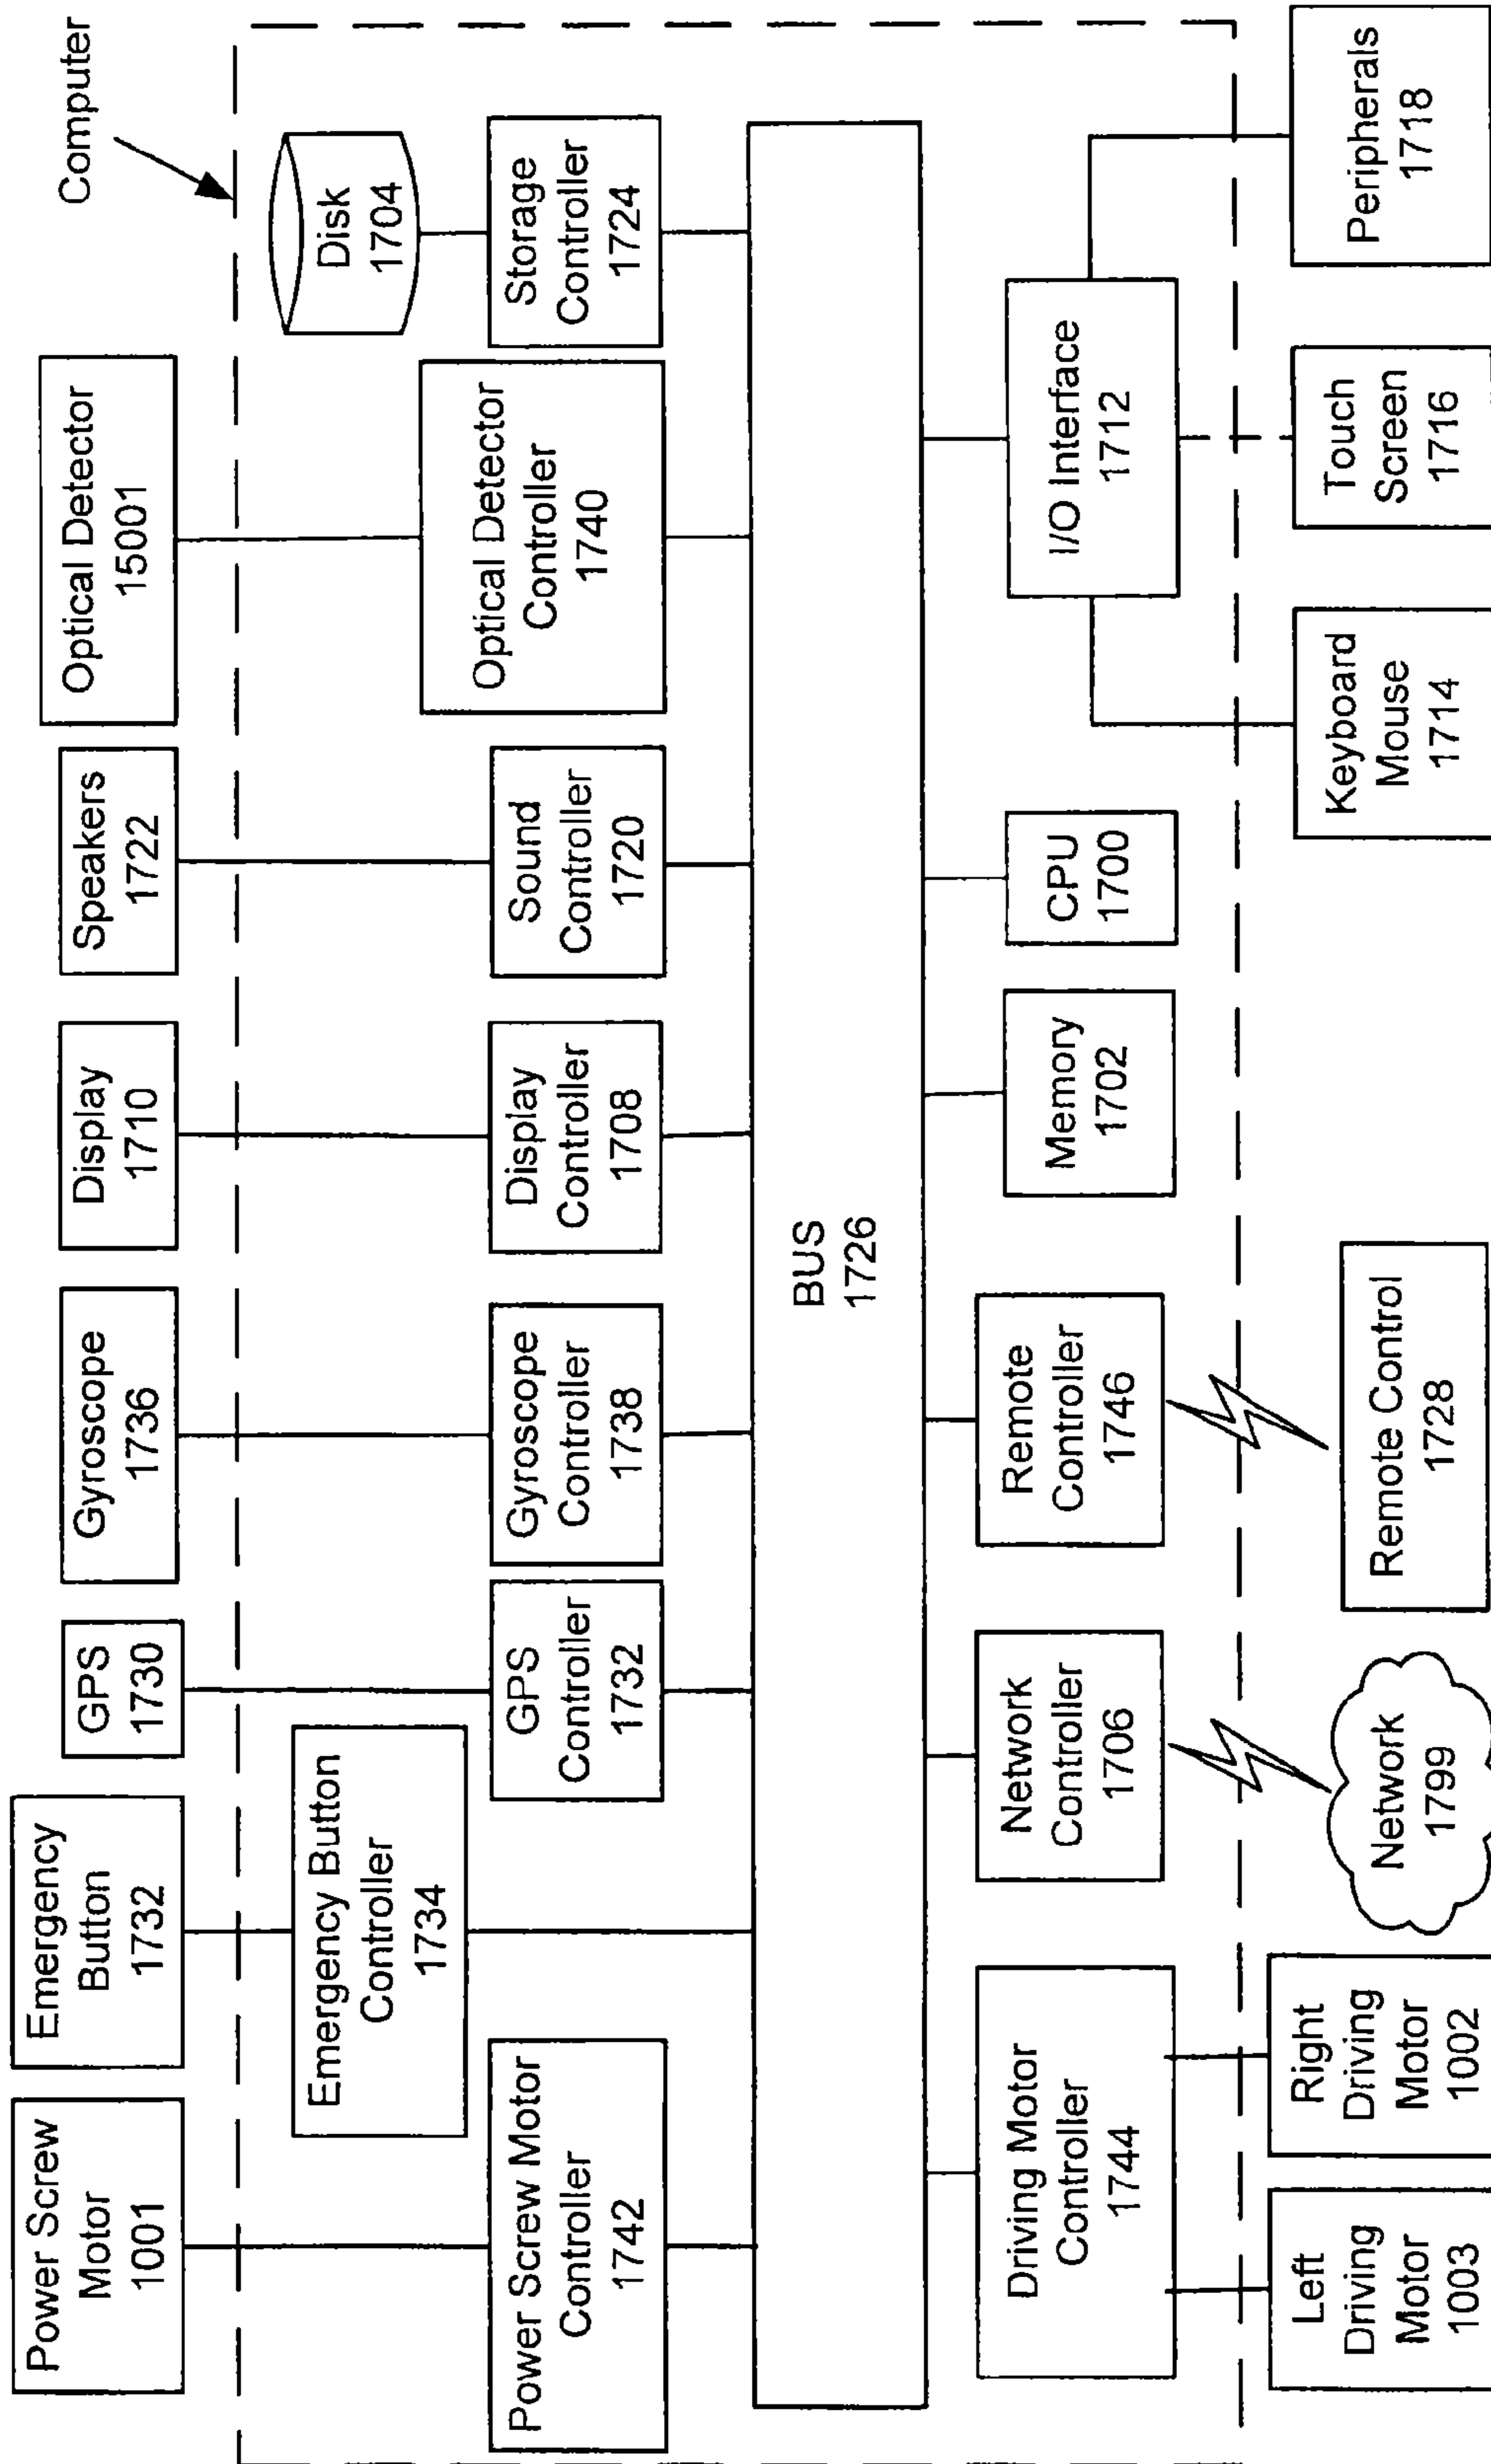 Computer
Power Screw
Motor
1001
Emergency
Button
1732
GPS
1730
Gyroscope
1736
Display
1710
Speakers
1722
Optical Detector
15001
Disk
1704
Emergency Button
Controller
1734
Power Screw Motor
Controller
1742
GPS
Controller
1732
Gyroscope
Controller
1738
Display
Controller
1708
Sound
Controller
1720
Optical Detector
Controller
1740
Storage
Controller
1724
BUS
1726
Driving Motor
Controller
1744
Network
Controller
1706
Remote
Controller
1746
Memory
1702
CPU
1700
I/O Interface
1712
Left
Driving
Motor
1003
Right
Driving
Motor
1002
Network
1799
Remote Control
1728
Keyboard
Mouse
1714
Touch
Screen
1716
Peripherals
1718